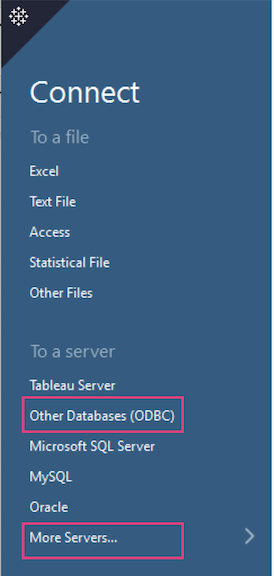 Connect
To a file
Excel
Text File
Access
Statistical File
Other Files
To a server
Tableau Server
Other Databases (ODBC)
Microsoft SQL Server
MySQL
Oracle
More Servers...